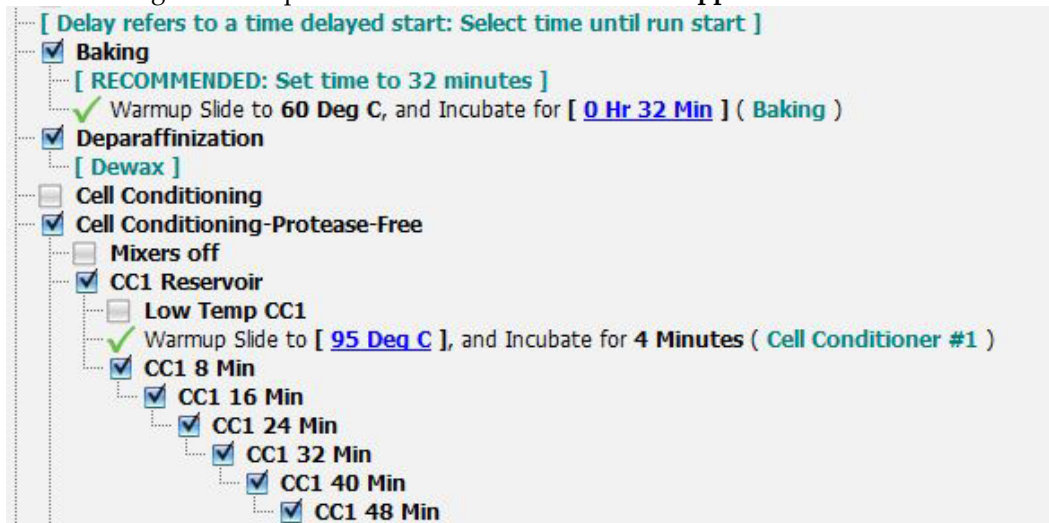 [ Delay refers to a time delayed start: Select time until run start ]
Baking
[ RECOMMENDED: Set time to 32 minutes ]
Warmup Slide to 60 Deg C, and Incubate for [ 0 Hr 32 Min ] ( Baking )
Deparaffinization
[ Dewax ]
Cell Conditioning
Cell Conditioning-Protease-Free
Mixers off
CC1 Reservoir
Low Temp CC1
Warmup Slide to [ 95 Deg C ], and Incubate for 4 Minutes ( Cell Conditioner #1 )
CC1 8 Min
CC1 16 Min
CC1 24 Min
CC1 32 Min
CC1 40 Min
CC1 48 Min